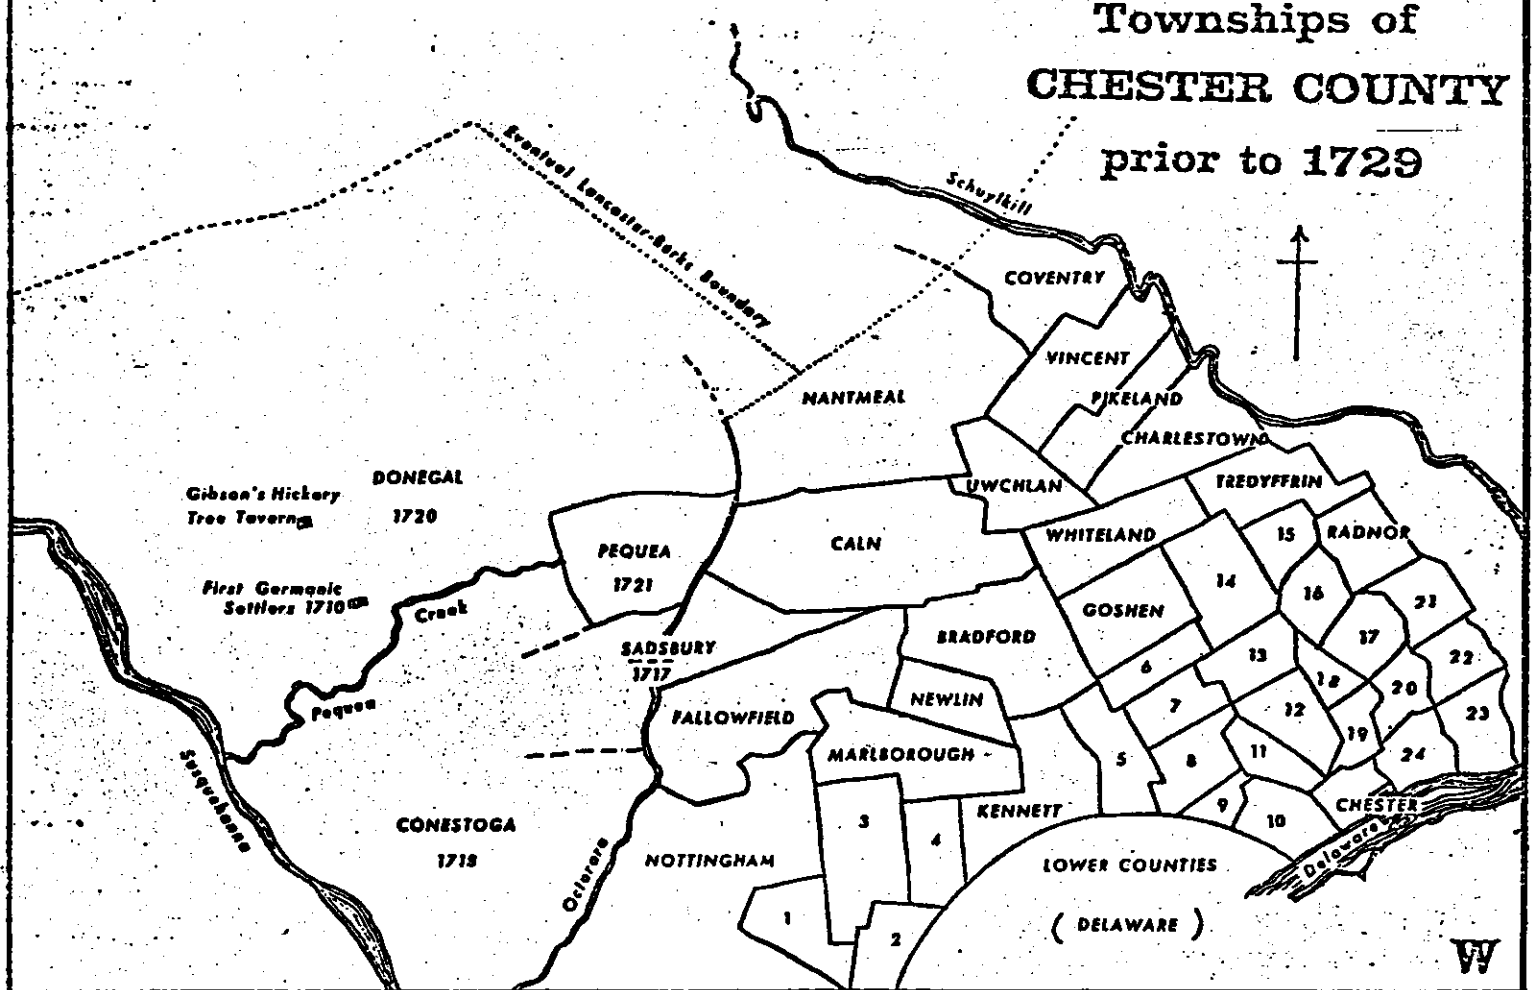 Townships of
CHESTER COUNTY
prior to 1729
Eventual Lancaster-Berks Boundary
Schuylkill
COVENTRY
VINCENT
PIKELAND
NANTMEAL
CHARLESTOWN
UWCHLAN
TREDYFFRIN
DONEGAL
1720
Gibson's Hickory
Tree Tavern
PEQUEA
1721
CALN
WHITELAND
15
RADNOR
First Germanic
Settlers 1710
Pequea Creek
14
16
21
GOSHEN
BRADFORD
17
SADSBURY
1717
6
13
22
18
20
NEWLIN
FALLOWFIELD
7
12
23
19
MARLBOROUGH
5
8
11
24
Susquehanna
CONESTOGA
1718
3
4
KENNETT
9
10
CHESTER
Delaware
Octorara
NOTTINGHAM
LOWER COUNTIES
( DELAWARE )
1
2
W